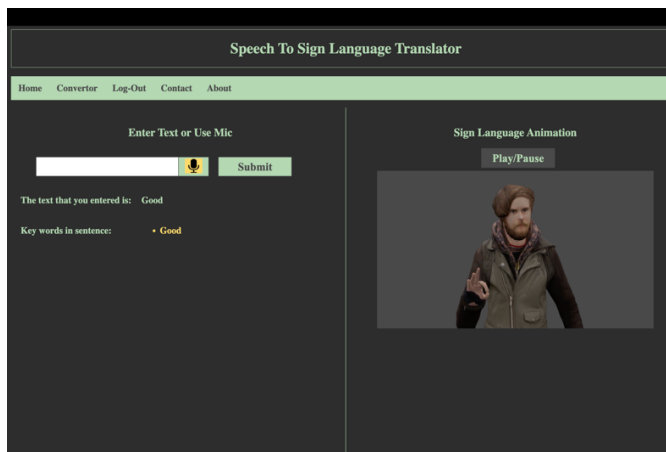 Speech To Sign Language Translator
Home Convertor Log-Out Contact About
Enter Text or Use Mic
Submit
The text that you entered is: Good
Key words in sentence:
• Good
Sign Language Animation
Play/Pause